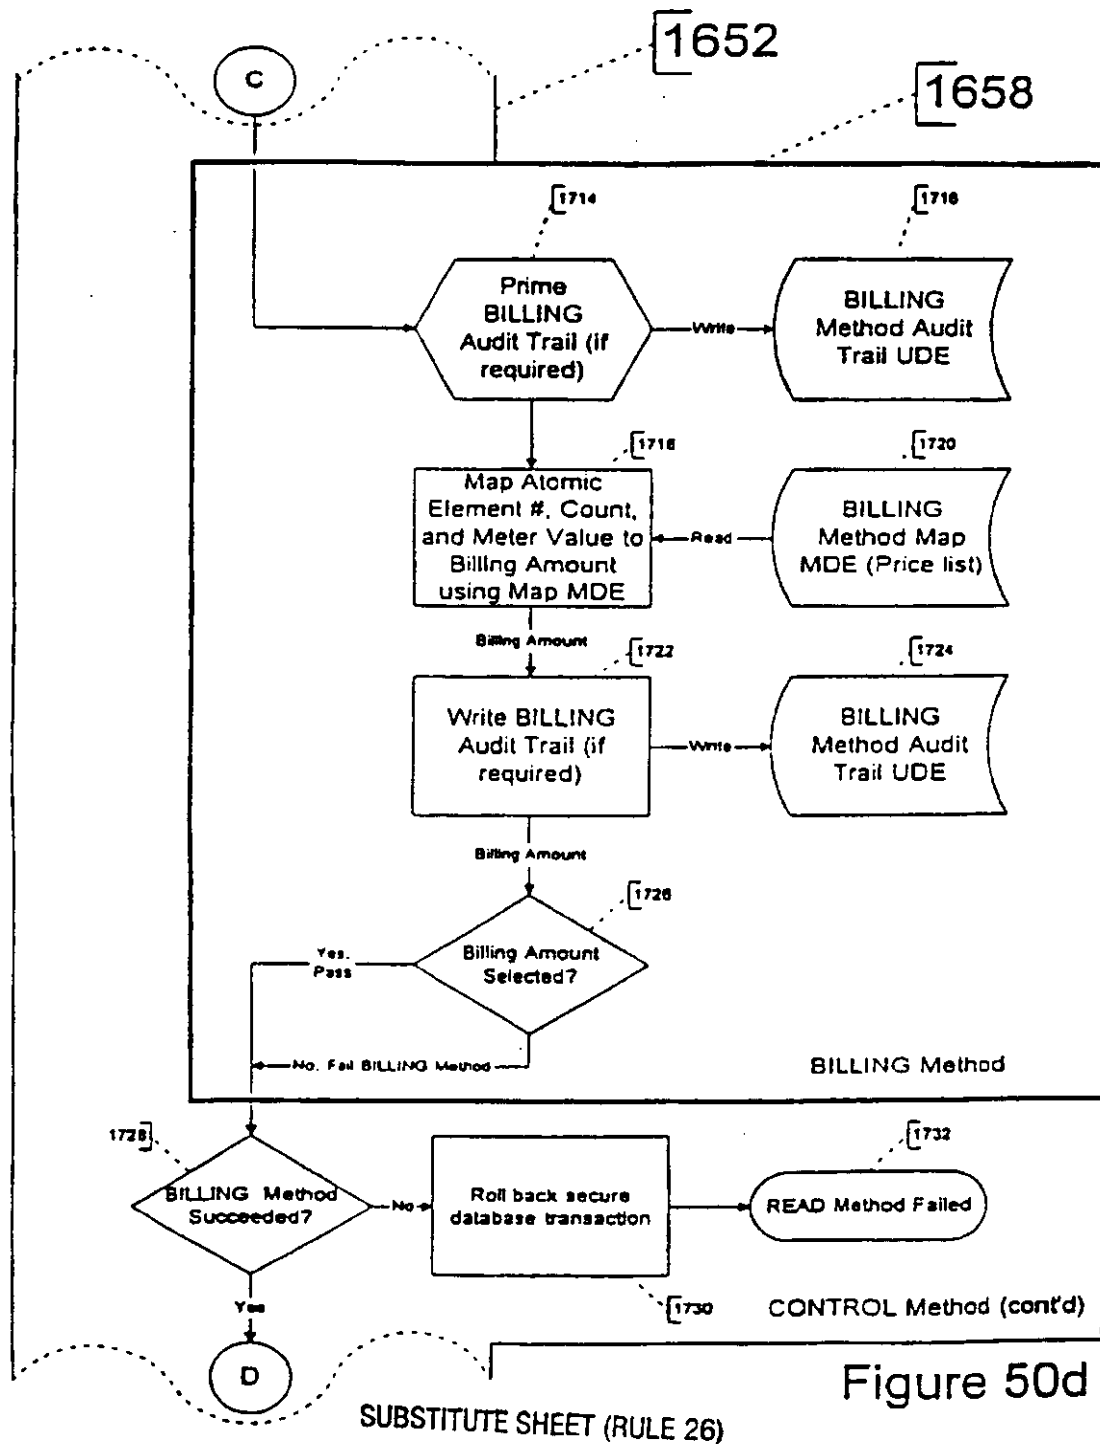 1652
C
1658
1714
1716
Prime
BILLING
Audit Trail (if
required)
Write
BILLING
Method Audit
Trail UDE
1718
1720
Map Atomic
Element #, Count,
and Meter Value to
Billing Amount
using Map MDE
Read
BILLING
Method Map
MDE (Price list)
Billing Amount
1722
1724
Write BILLING
Audit Trail (if
required)
Write
BILLING
Method Audit
Trail UDE
Billing Amount
1726
Yes,
Pass
Billing Amount
Selected?
No, Fail BILLING Method
BILLING Method
1728
1732
BILLING Method
Succeeded?
No
Roll back secure
database transaction
READ Method Failed
Yes
1730
CONTROL Method (cont'd)
D
Figure 50d
SUBSTITUTE SHEET (RULE 26)